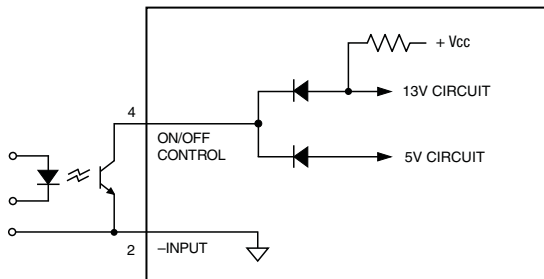 + Vcc
13V CIRCUIT
4
ON/OFF
CONTROL
5V CIRCUIT
2
–INPUT